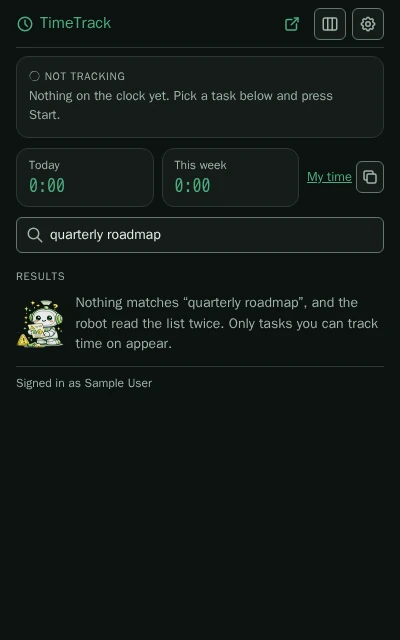 TimeTrack
NOT TRACKING
Nothing on the clock yet. Pick a task below and press
Start.
Today
0:00
This week
0:00
My time
quarterly roadmap
RESULTS
Nothing matches “quarterly roadmap”, and the
robot read the list twice. Only tasks you can track
time on appear.
Signed in as Sample User